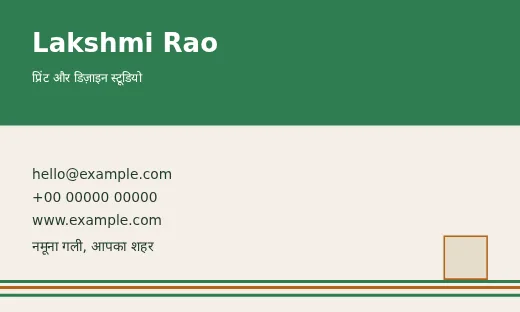 Lakshmi Rao
प्रिंट और डिज़ाइन स्टूडियो
hello@example.com
+00 00000 00000
www.example.com
नमूना गली, आपका शहर